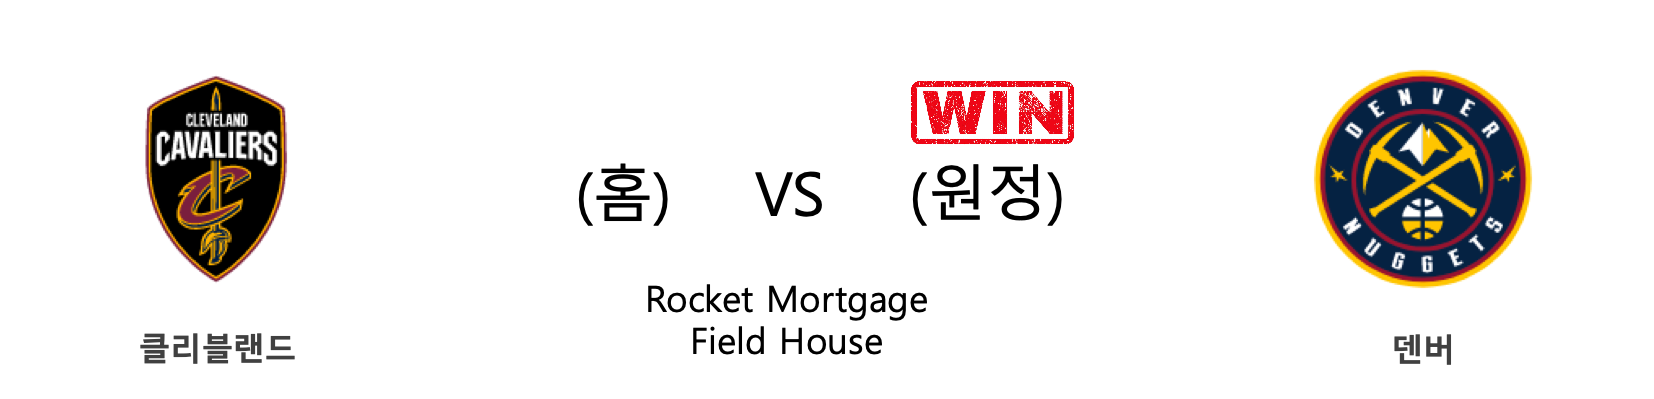 CLEVELAND
CAVALIERS
클리블랜드
(홈) VS (원정)
WIN
Rocket Mortgage
Field House
DENVER
NUGGETS
덴버